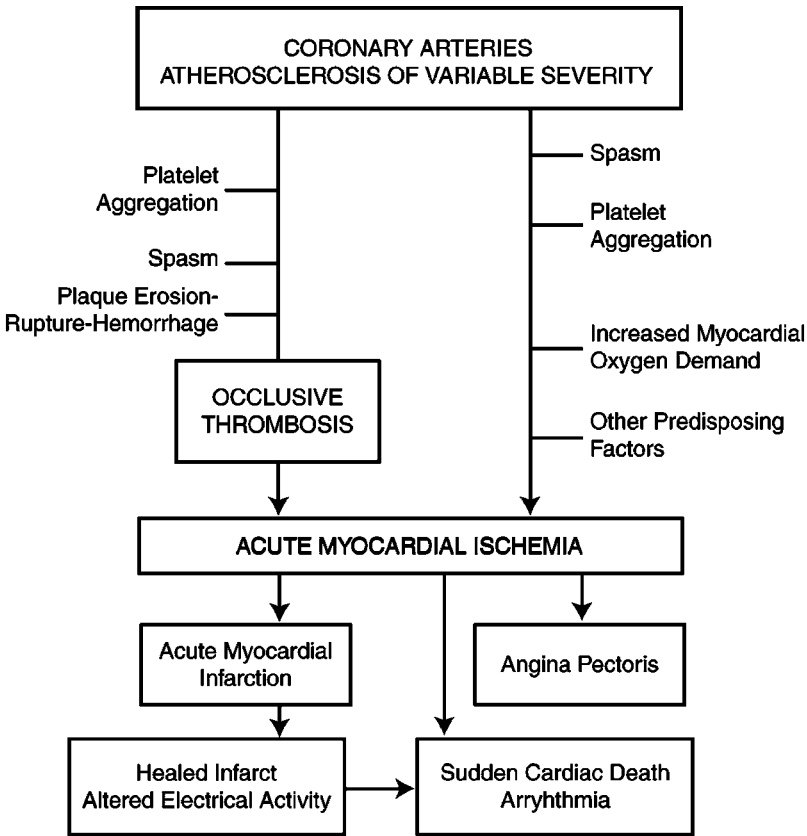 CORONARY ARTERIES
ATHEROSCLEROSIS OF VARIABLE SEVERITY
Platelet
Aggregation
Spasm
Plaque Erosion-
Rupture-Hemorrhage
Spasm
Platelet
Aggregation
Increased Myocardial
Oxygen Demand
Other Predisposing
Factors
OCCLUSIVE
THROMBOSIS
ACUTE MYOCARDIAL ISCHEMIA
Acute Myocardial
Infarction
Angina Pectoris
Healed Infarct
Altered Electrical Activity
Sudden Cardiac Death
Arryhthmia